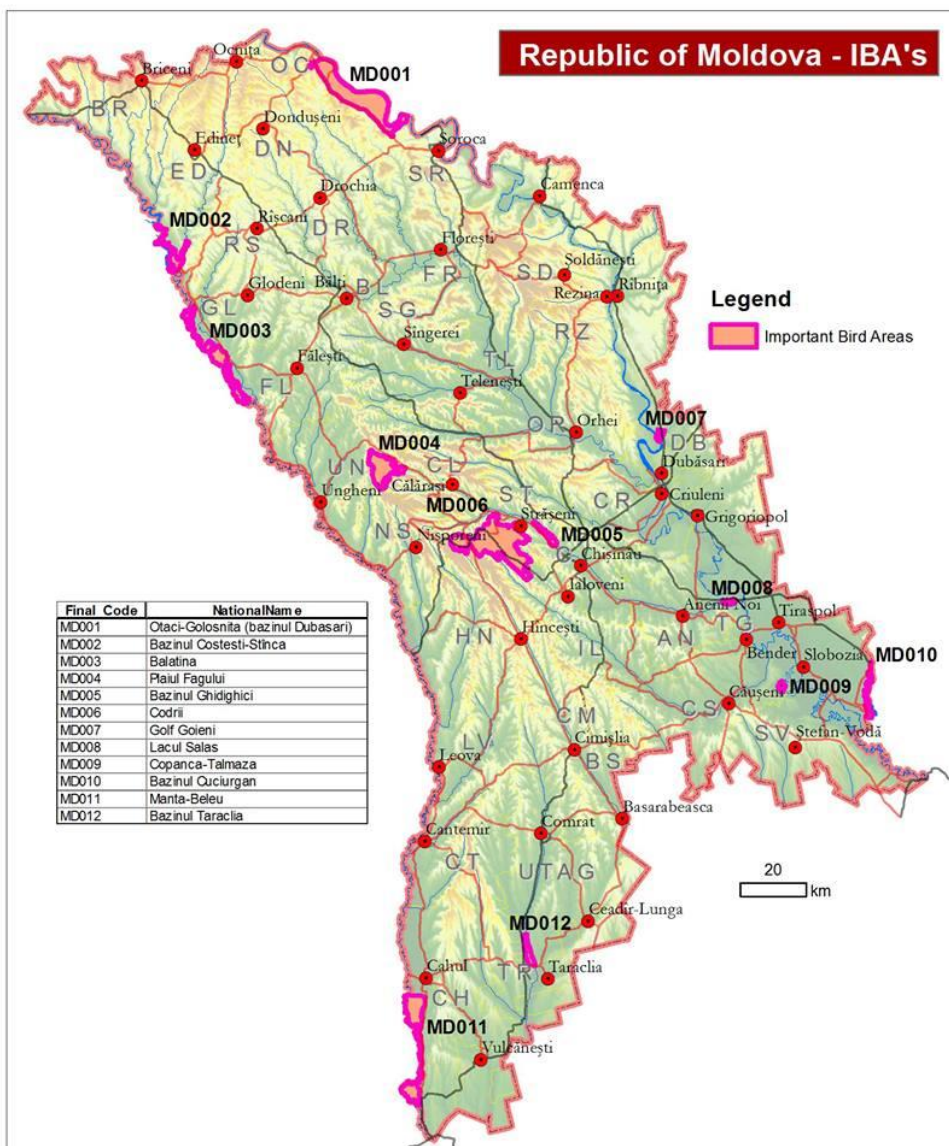 Republic of Moldova - IBA's
Ocnița
Briceni
OC
MD001
BR
Dondușeni
Edineț
DN
Soroca
ED
SR
Drochia
Camenca
MD002
Rîșcani
DR
RS
Florești
FR
SD
Șoldănești
Glodeni
Bălți
BL
Rezina
Rîbnița
Legend
Important Bird Areas
GL
SG
MD003
Sîngerei
RZ
TL
Fălești
FL
Telenești
OR
Orhei
MD007
DB
MD004
UN
CL
Dubăsari
Călărași
ST
CR
Criuleni
Ungheni
MD006
Strășeni
Grigoriopol
NS
Nisporeni
MD005
C
Chișinau
Ialoveni
MD008
Anenii Noi
Tiraspol
HN
Hîncești
IL
AN
TG
Bender
Slobozia
MD010
MD009
Căușeni
CS
CM
SV
Ștefan-Vodă
LV
Cimișlia
BS
Leova
Basarabeasca
Cantemir
Comrat
CT
UTAG
20
km
Ceadir-Lunga
MD012
TR
Taraclia
Cahul
CH
MD011
Vulcănești
Final_Code NationalName
MD001 Otaci-Golosnita (bazinul Dubasari)
MD002 Bazinul Costesti-Stînca
MD003 Balatina
MD004 Plaiul Fagului
MD005 Bazinul Ghidighici
MD006 Codrii
MD007 Golf Goieni
MD008 Lacul Salas
MD009 Copanca-Talmaza
MD010 Bazinul Cuciurgan
MD011 Manta-Beleu
MD012 Bazinul Taraclia